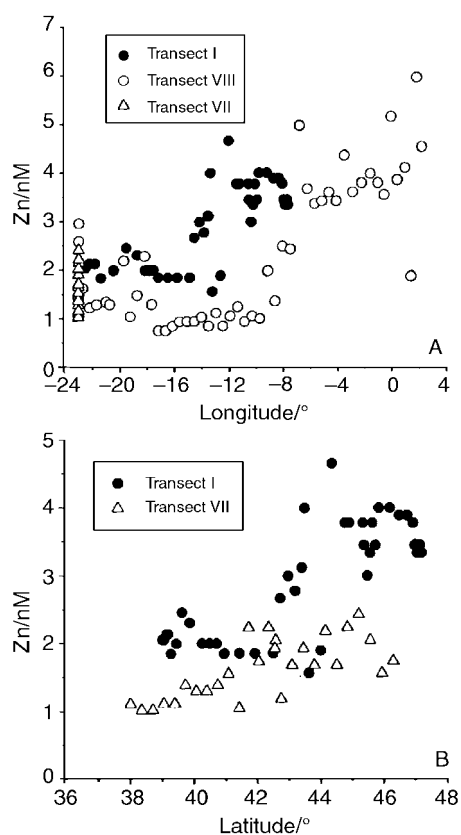 7
6
5
4
3
2
1
0
Zn/nM
Transect I
Transect VIII
Transect VII
A
−24 −20 −16 −12 −8 −4 0 4
Longitude/°
5
4
3
2
1
0
Zn/nM
Transect I
Transect VII
B
36 38 40 42 44 46 48
Latitude/°